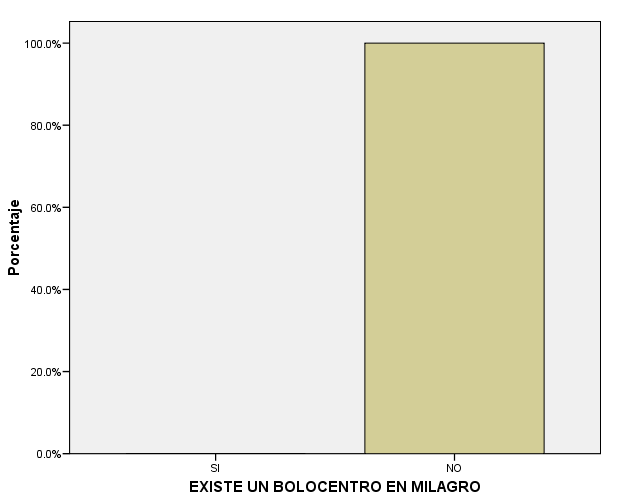 100.0%
80.0%
60.0%
40.0%
20.0%
0.0%
Porcentaje
SI
NO
EXISTE UN BOLOCENTRO EN MILAGRO